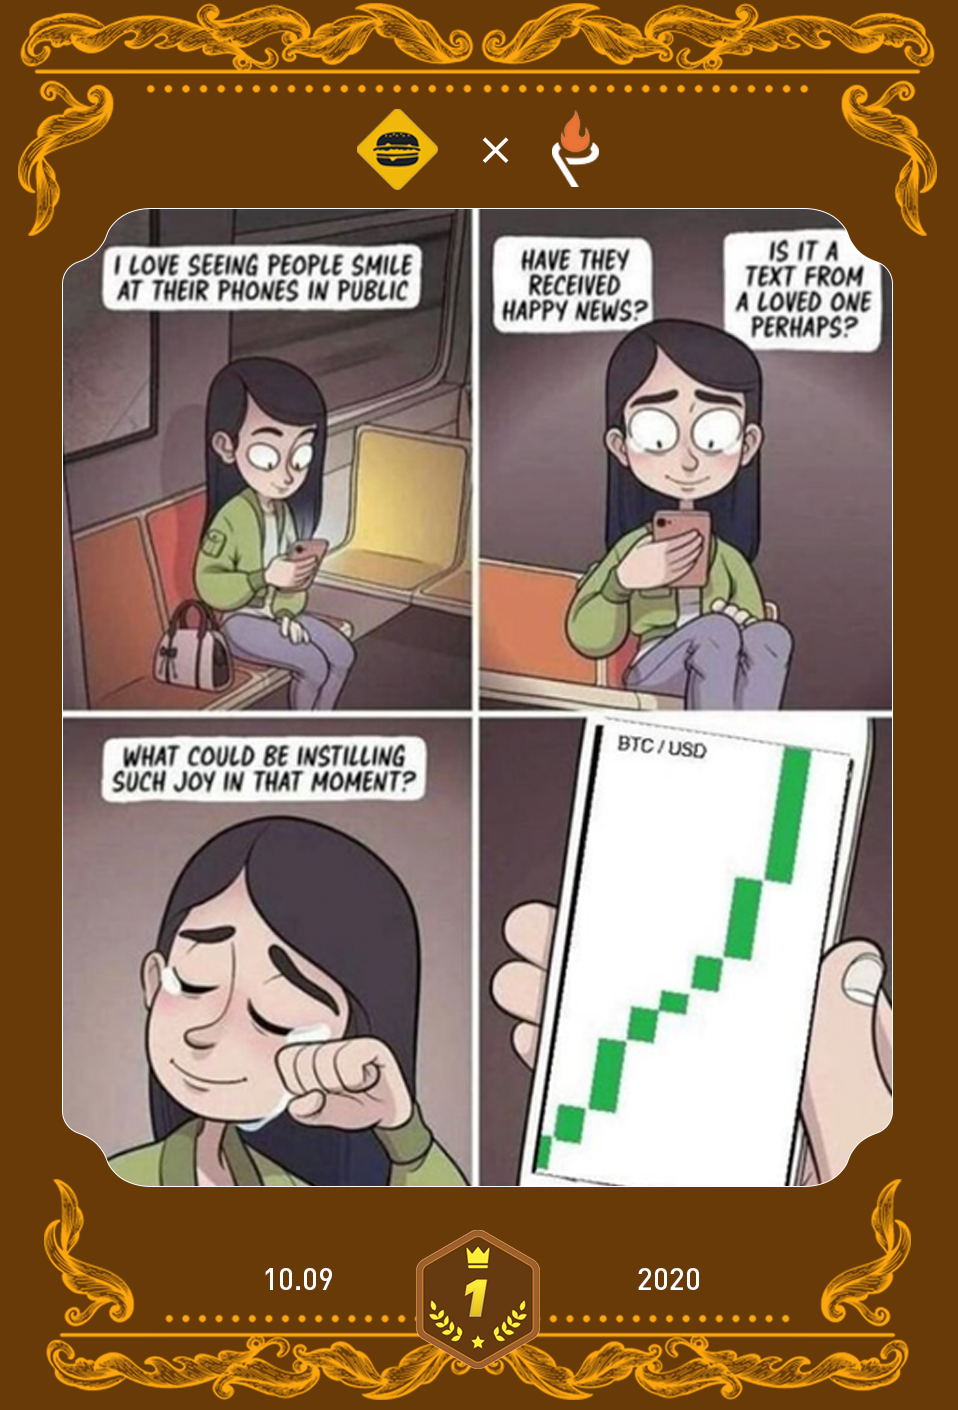 I LOVE SEEING PEOPLE SMILE
AT THEIR PHONES IN PUBLIC
HAVE THEY
RECEIVED
HAPPY NEWS?
IS IT A
TEXT FROM
A LOVED ONE
PERHAPS?
WHAT COULD BE INSTILLING
SUCH JOY IN THAT MOMENT?
BTC / USD
10.09
1
2020